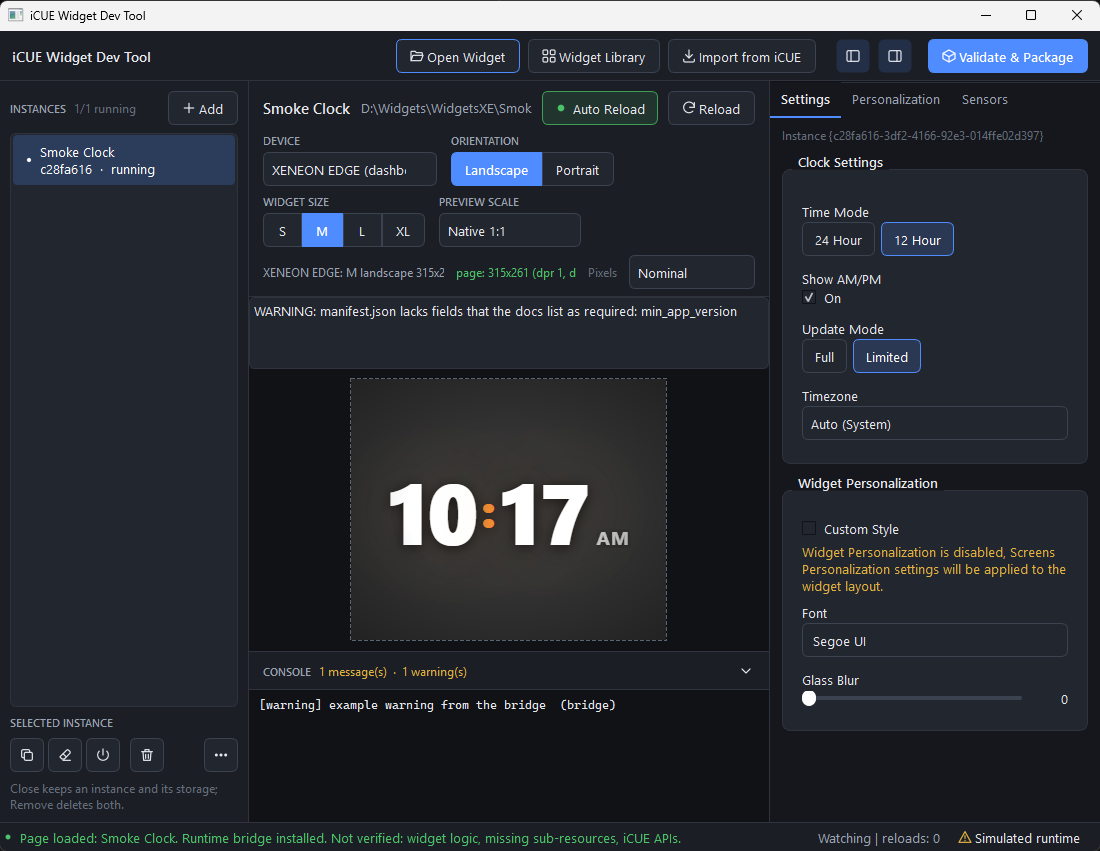 iCUE Widget Dev Tool
iCUE Widget Dev Tool
Open Widget
Widget Library
Import from iCUE
Validate & Package
INSTANCES 1/1 running
+ Add
Smoke Clock
c28fa616 · running
SELECTED INSTANCE
Close keeps an instance and its storage;
Remove deletes both.
Smoke Clock D:\Widgets\WidgetsXE\Smok
Auto Reload
Reload
DEVICE
XENEON EDGE (dashb
ORIENTATION
Landscape
Portrait
WIDGET SIZE
S
M
L
XL
PREVIEW SCALE
Native 1:1
XENEON EDGE: M landscape 315x2
page: 315x261 (dpr 1, d
Pixels
Nominal
WARNING: manifest.json lacks fields that the docs list as required: min_app_version
10:17 AM
CONSOLE 1 message(s) · 1 warning(s)
[warning] example warning from the bridge (bridge)
Settings
Personalization
Sensors
Instance {c28fa616-3df2-4166-92e3-014ffe02d397}
Clock Settings
Time Mode
24 Hour
12 Hour
Show AM/PM
On
Update Mode
Full
Limited
Timezone
Auto (System)
Widget Personalization
Custom Style
Widget Personalization is disabled, Screens
Personalization settings will be applied to the
widget layout.
Font
Segoe UI
Glass Blur
0
Page loaded: Smoke Clock. Runtime bridge installed. Not verified: widget logic, missing sub-resources, iCUE APIs.
Watching | reloads: 0
Simulated runtime